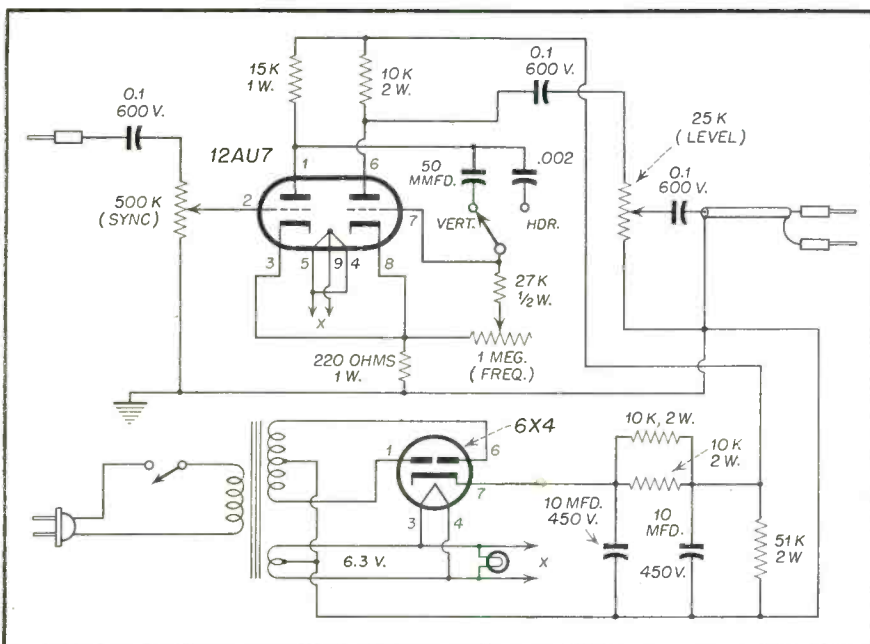 0.1
600 V.
15K
1 W.
10 K
2 W.
0.1
600 V.
25 K
(LEVEL)
12AU7
1
6
50
MMFD.
.002
0.1
600 V.
500 K
(SYNC)
2
7
VERT.
HDR.
3
5
9
4
8
X
27K
1/2 W.
220 OHMS
1 W.
1 MEG.
(FREQ.)
6X4
1
6
7
3
4
6.3 V.
X
10 K, 2 W.
10 K
2 W.
10 MFD.
450 V.
10
MFD.
450 V.
51 K
2 W